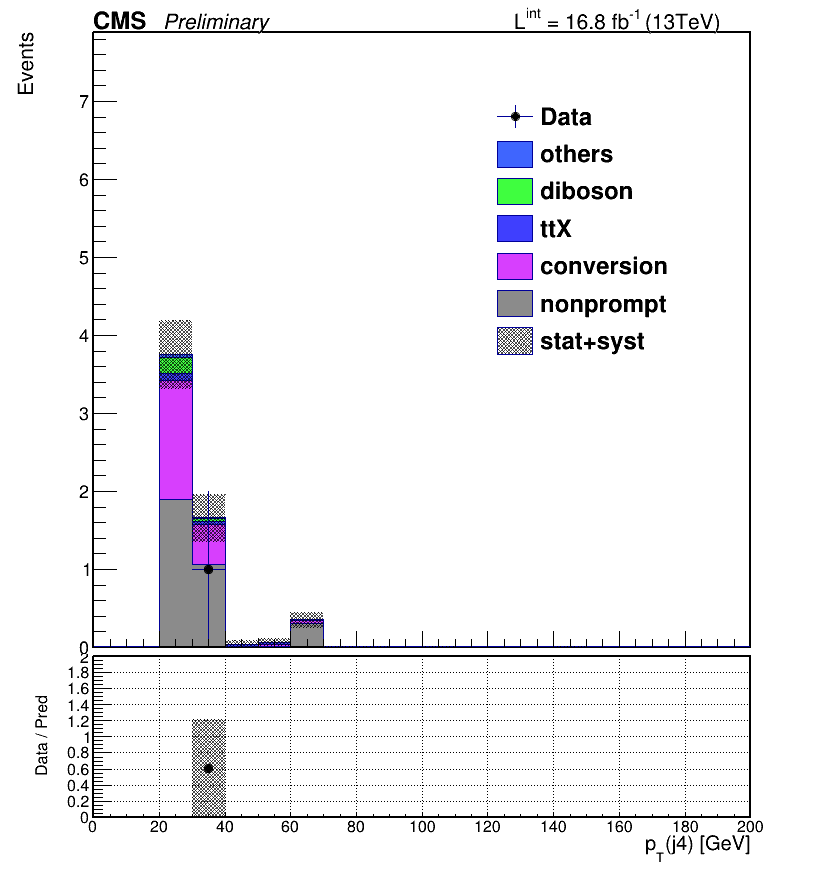 CMS Preliminary L^int = 16.8 fb^-1 (13TeV)
Events
7
6
5
4
3
2
1
0
Data
others
diboson
ttX
conversion
nonprompt
stat+syst
Data / Pred
2
1.8
1.6
1.4
1.2
1
0.8
0.6
0.4
0.2
0
0 20 40 60 80 100 120 140 160 180 200
p_T(j4) [GeV]